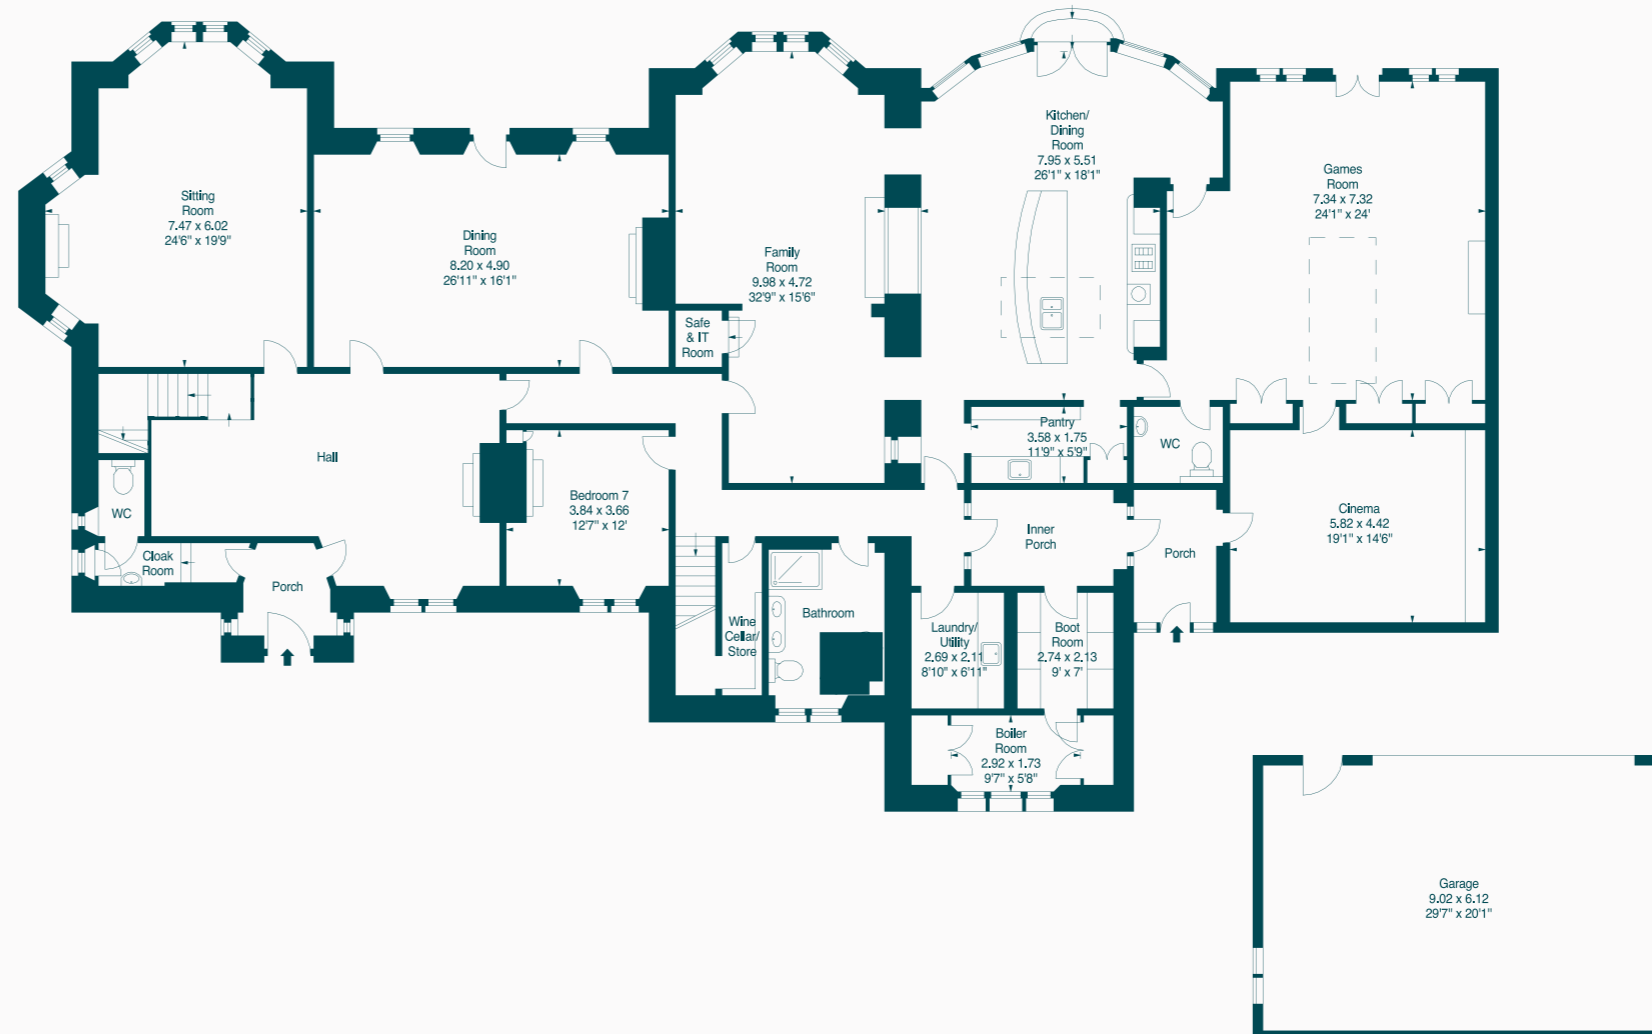 Sitting
Room
7.47 x 6.02
24'6" x 19'9"
Dining
Room
8.20 x 4.90
26'11" x 16'1"
Family
Room
9.98 x 4.72
32'9" x 15'6"
Kitchen/
Dining
Room
7.95 x 5.51
26'1" x 18'1"
Games
Room
7.34 x 7.32
24'1" x 24'
Safe
& IT
Room
Hall
WC
Cloak
Room
Porch
Bedroom 7
3.84 x 3.66
12'7" x 12'
Pantry
3.58 x 1.75
11'9" x 5'9"
WC
Inner
Porch
Porch
Cinema
5.82 x 4.42
19'1" x 14'6"
Wine
Cellar/
Store
Bathroom
Laundry/
Utility
2.69 x 2.11
8'10" x 6'11"
Boot
Room
2.74 x 2.13
9' x 7'
Boiler
Room
2.92 x 1.73
9'7" x 5'8"
Garage
9.02 x 6.12
29'7" x 20'1"